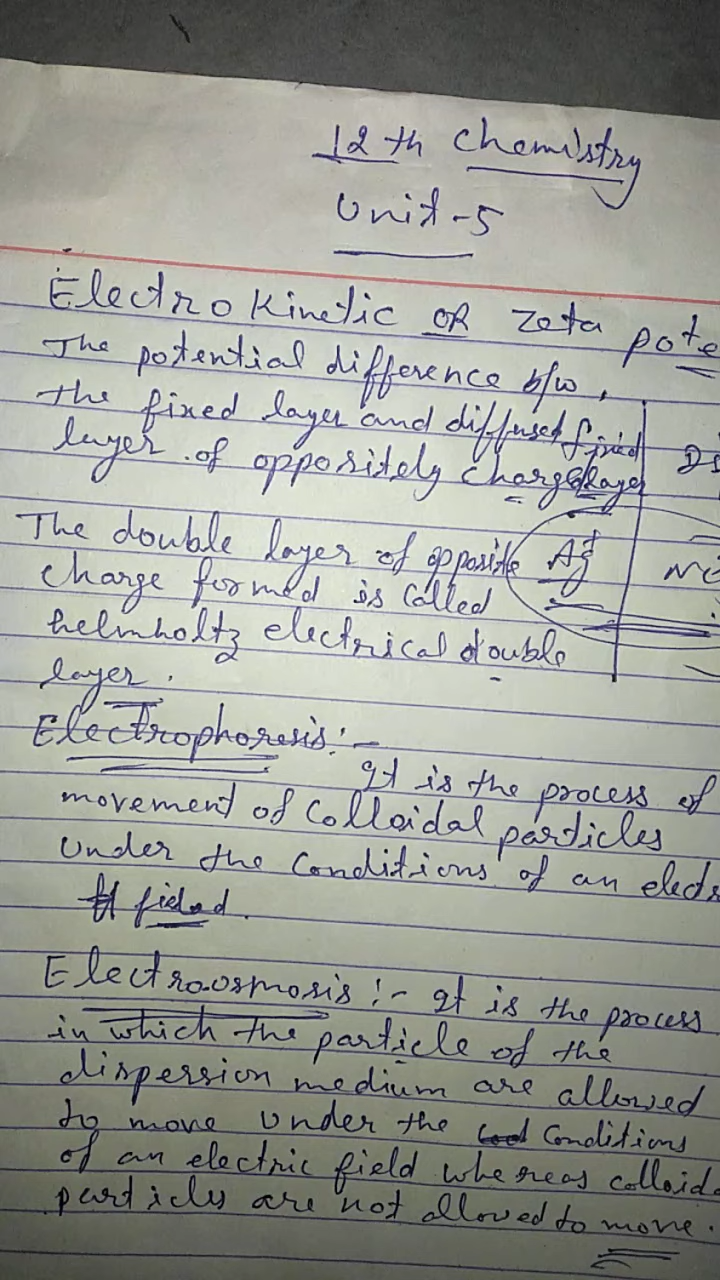 12th Chemistry
Unit-5
Electrokinetic OR Zeta pote
The potential difference b/w
the fixed layer and diffused fixed
layer of oppositely charge layer
The double layer of opposite
charge formed is called
helmholtz electrical double
layer.
Electrophoresis:-
It is the process of
movement of Colloidal particles
Under the Conditions of an elect
field.
Electroosmosis:- It is the process
in which the particle of the
dispersion medium are allowed
to move under the Conditions
of an electric field whereas colloid
particles are not allowed to move.